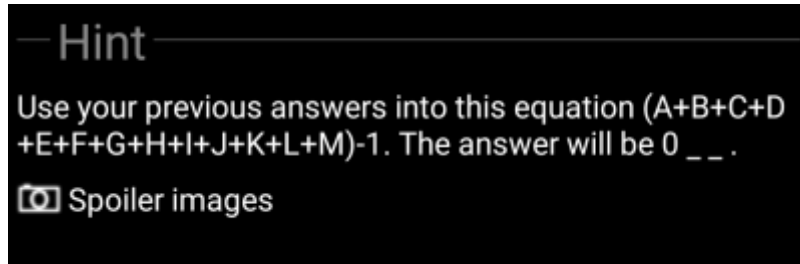 Hint
Use your previous answers into this equation (A+B+C+D
+E+F+G+H+I+J+K+L+M)-1. The answer will be 0 _ _ .
Spoiler images